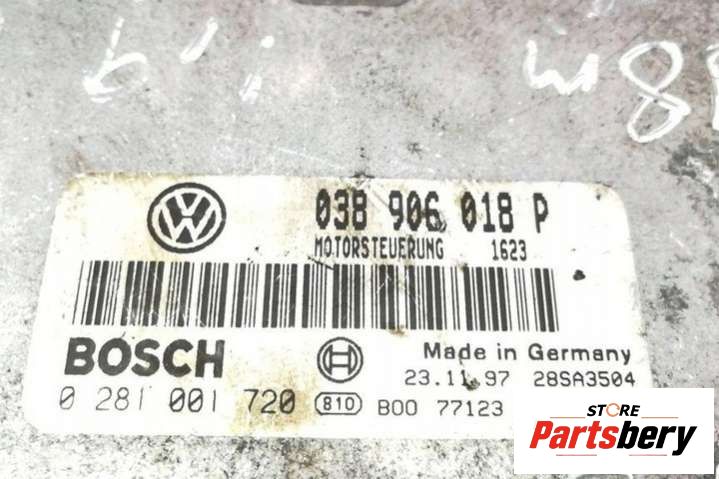 038 906 018 P
MOTORSTEUERUNG 1623
BOSCH
Made in Germany
23.11.97 28SA3504
0 281 001 720 810 B00 77123
STORE
Partsbery